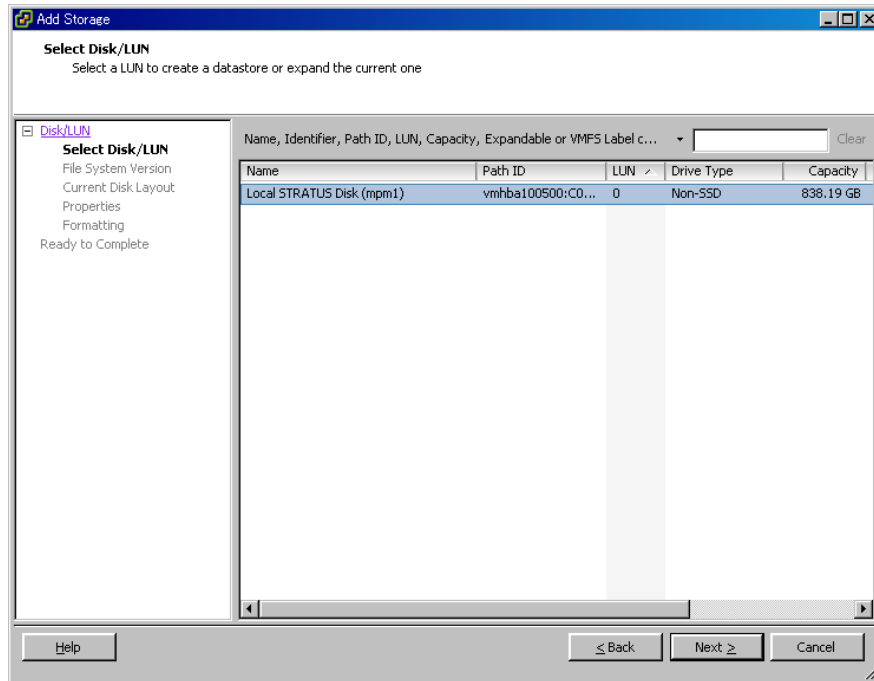 Add Storage
Select Disk/LUN
Select a LUN to create a datastore or expand the current one
Disk/LUN
Select Disk/LUN
File System Version
Current Disk Layout
Properties
Formatting
Ready to Complete
Name, Identifier, Path ID, LUN, Capacity, Expandable or VMFS Label c... Clear
Name Path ID LUN Drive Type Capacity
Local STRATUS Disk (mpm1) vmhba100500:C0... 0 Non-SSD 838.19 GB
Help < Back Next > Cancel